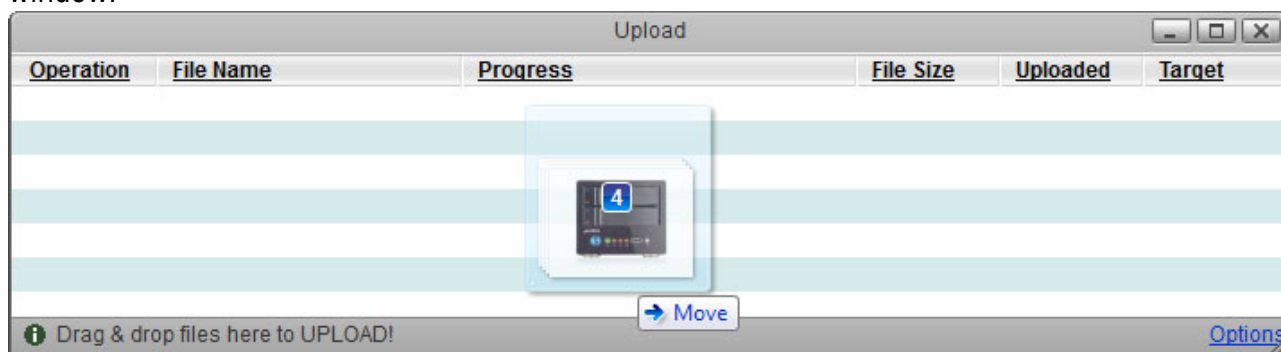 window.
Upload
Operation File Name Progress File Size Uploaded Target
4
Move
Drag & drop files here to UPLOAD! Options